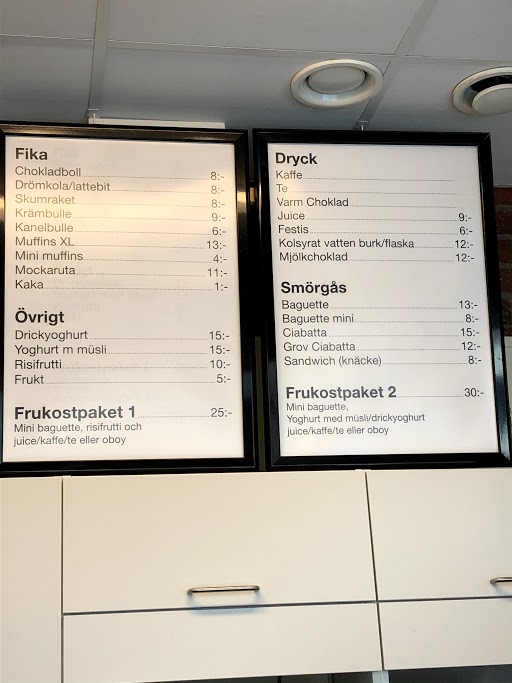 Fika
Chokladboll 8:-
Drömkola/lattebit 8:-
Skumraket 8:-
Krämbulle 9:-
Kanelbulle 6:-
Muffins XL 13:-
Mini muffins 4:-
Mockaruta 11:-
Kaka 1:-
Övrigt
Drickyoghurt 15:-
Yoghurt m müsli 15:-
Risifrutti 10:-
Frukt 5:-
Frukostpaket 1 25:-
Mini baguette, risifrutti och
juice/kaffe/te eller oboy
Dryck
Kaffe
Te
Varm Choklad
Juice 9:-
Festis 6:-
Kolsyrat vatten burk/flaska 12:-
Mjölkchoklad 12:-
Smörgås
Baguette 13:-
Baguette mini 8:-
Ciabatta 15:-
Grov Ciabatta 12:-
Sandwich (knäcke) 8:-
Frukostpaket 2 30:-
Mini baguette,
Yoghurt med müsli/drickyoghurt
juice/kaffe/te eller oboy